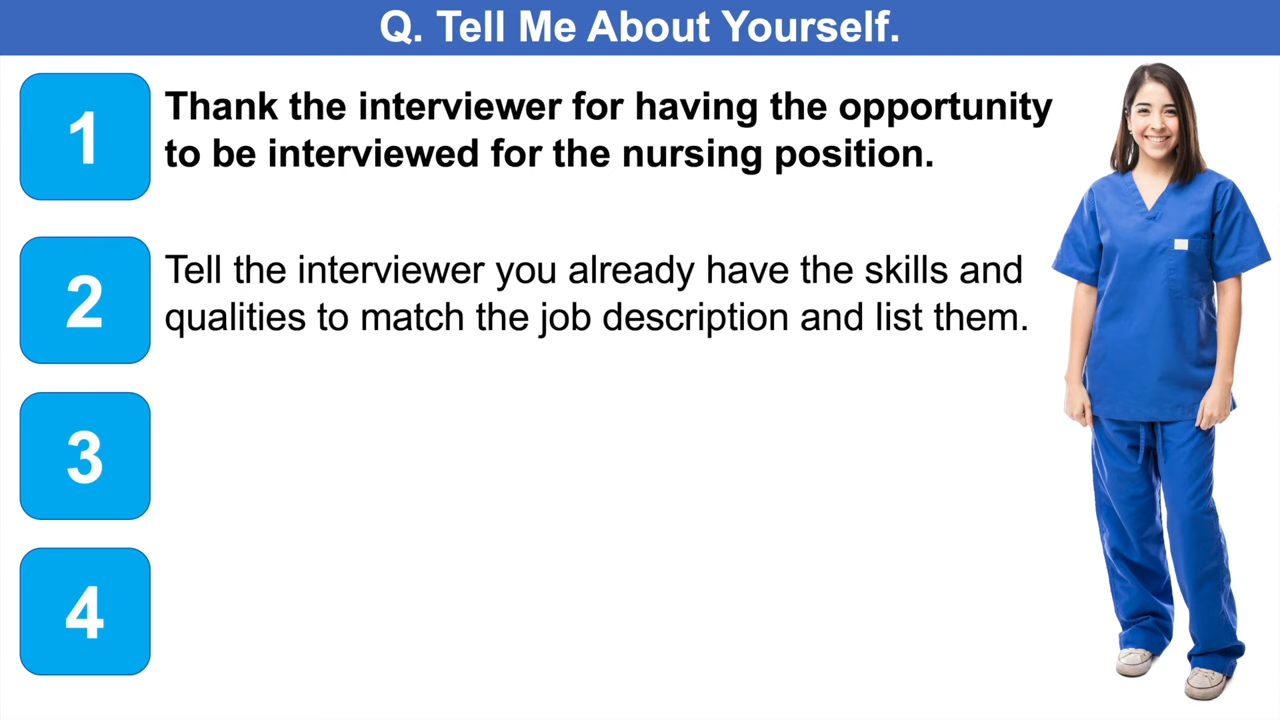 Q. Tell Me About Yourself.
1
Thank the interviewer for having the opportunity
to be interviewed for the nursing position.
2
Tell the interviewer you already have the skills and
qualities to match the job description and list them.
3
4